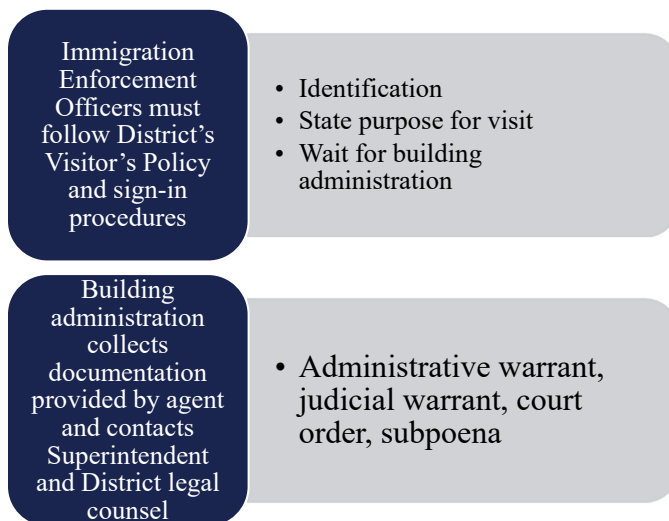 Immigration
Enforcement
Officers must
follow District’s
Visitor’s Policy
and sign-in
procedures
• Identification
• State purpose for visit
• Wait for building
administration
Building
administration
collects
documentation
provided by agent
and contacts
Superintendent
and District legal
counsel
• Administrative warrant,
judicial warrant, court
order, subpoena